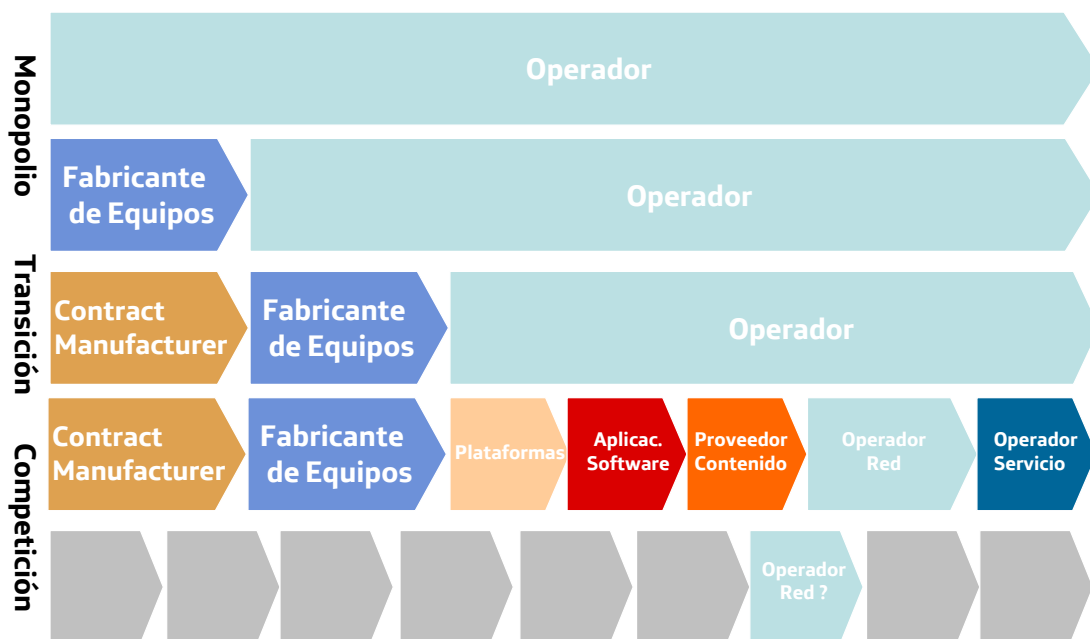 Monopolio
Operador
Fabricante
de Equipos
Operador
Transición
Contract
Manufacturer
Fabricante
de Equipos
Operador
Competición
Contract
Manufacturer
Fabricante
de Equipos
Plataformas
Aplicac.
Software
Proveedor
Contenido
Operador
Red
Operador
Servicio
Operador
Red ?